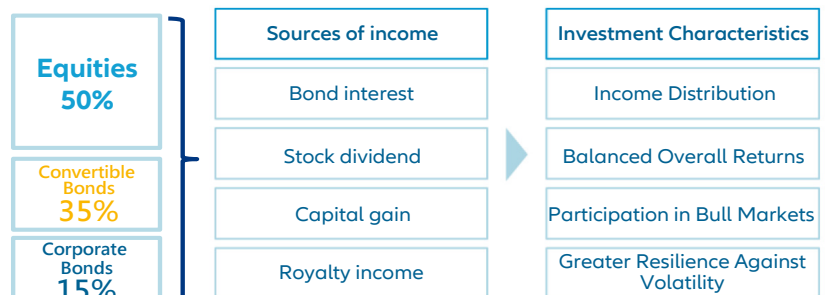 Equities
50%
Convertible
Bonds
35%
Corporate
Bonds
15%
Sources of income
Bond interest
Stock dividend
Capital gain
Royalty income
Investment Characteristics
Income Distribution
Balanced Overall Returns
Participation in Bull Markets
Greater Resilience Against
Volatility